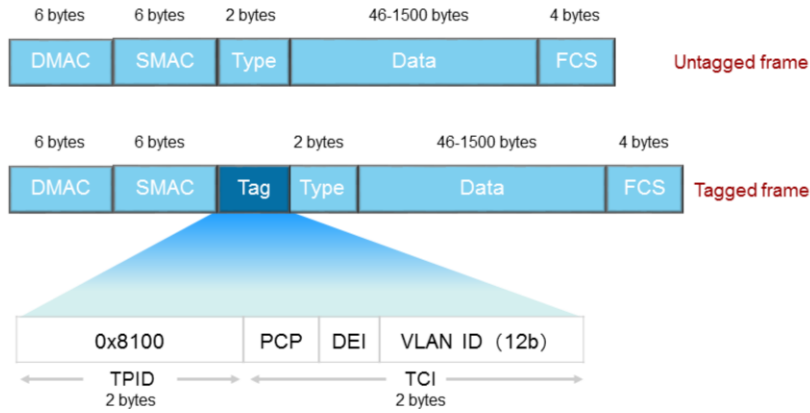 6 bytes 6 bytes 2 bytes 46-1500 bytes 4 bytes
DMAC SMAC Type Data FCS Untagged frame
6 bytes 6 bytes 2 bytes 46-1500 bytes 4 bytes
DMAC SMAC Tag Type Data FCS Tagged frame
0x8100 PCP DEI VLAN ID（12b）
TPID TCI
2 bytes 2 bytes